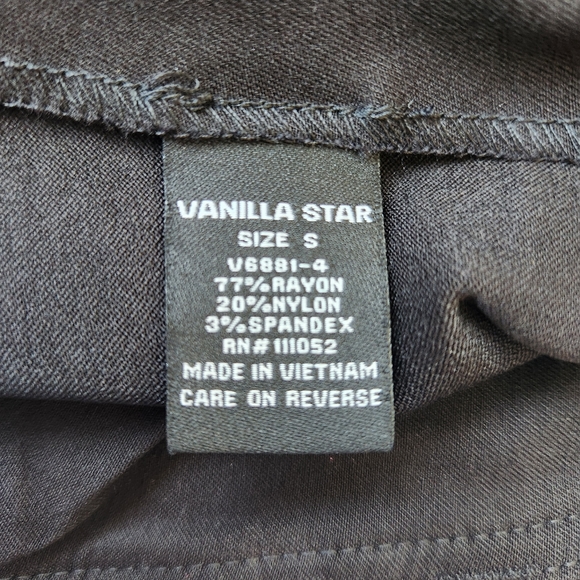 VANILLA STAR
SIZE S
V6881-4
77%RAYON
20%NYLON
3%SPANDEX
RN# 111052
MADE IN VIETNAM
CARE ON REVERSE